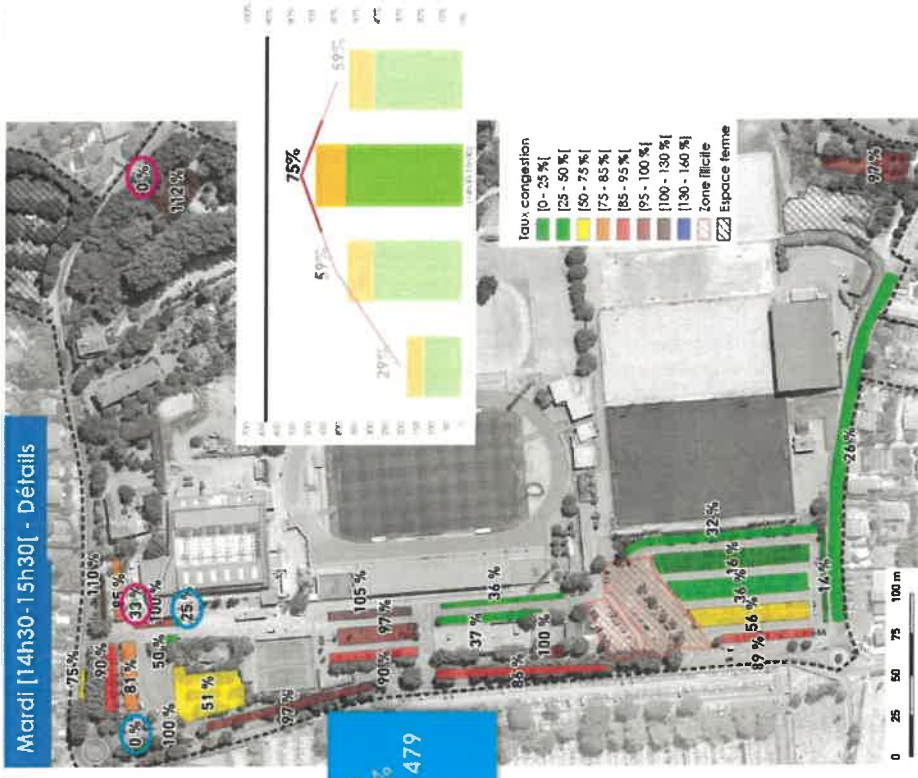 Mardi [14h30-15h30[ - Détails
75%
110%
90%
81 %
85 %
33 %
0 %
100 %
50 %
100 %
25 %
51 %
97 %
105 %
97 %
90%
37 %
36 %
100 %
86 %
32 %
36 %
56 %
89 %
14 %
26 %
0 %
112 %
97 %
479
29%
59%
75%
59%
Taux congestion
[0 - 25 %[
[25 - 50 %[
[50 - 75 %[
[75 - 85 %[
[85 - 95 %[
[95 - 100 %[
[100 - 130 %[
[130 - 160 %[
Zone illicite
Espace fermé
0 25 50 75 100 m